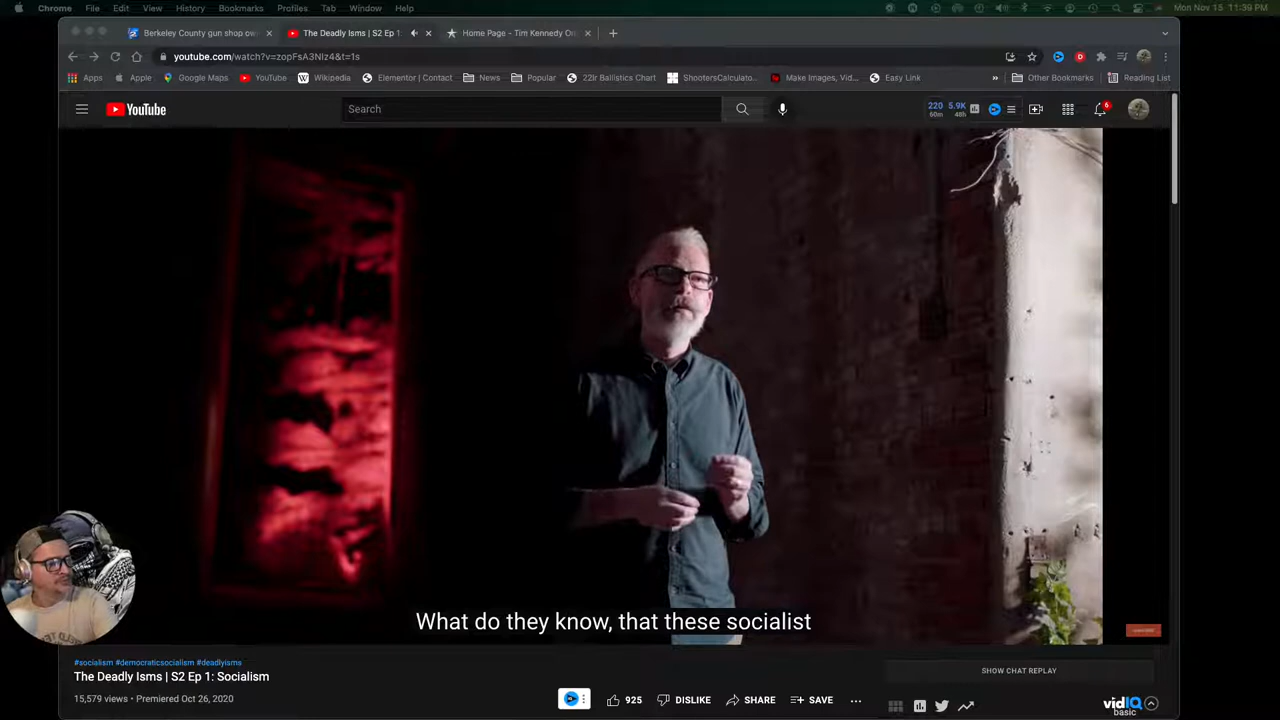 Chrome File Edit View History Bookmarks Profiles Tab Window Help Mon Nov 15 11:39 PM
Berkeley County gun shop ow The Deadly Isms | S2 Ep 1: Home Page - Tim Kennedy On
youtube.com/watch?v=zopFsA3NIz4&t=1s
Apps Apple Google Maps YouTube Wikipedia Elementor | Contact News Popular 22lr Ballistics Chart ShootersCalculato... Make Images, Vid... Easy Link » Other Bookmarks Reading List
YouTube Search 220 5.9K 6
60m 48h
What do they know, that these socialist
#socialism #democraticsocialism #deadlyisms
The Deadly Isms | S2 Ep 1: Socialism
SHOW CHAT REPLAY
15,579 views • Premiered Oct 26, 2020
925 DISLIKE SHARE SAVE ...
vidIQ
basic